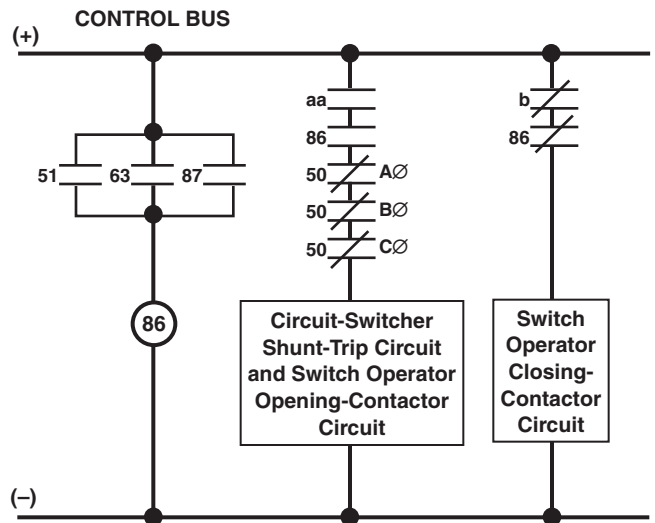 CONTROL BUS
(+)
aa
b
86
86
51
63
87
50
AØ
50
BØ
50
CØ
86
Circuit-Switcher
Shunt-Trip Circuit
and Switch Operator
Opening-Contactor
Circuit
Switch
Operator
Closing-
Contactor
Circuit
(–)